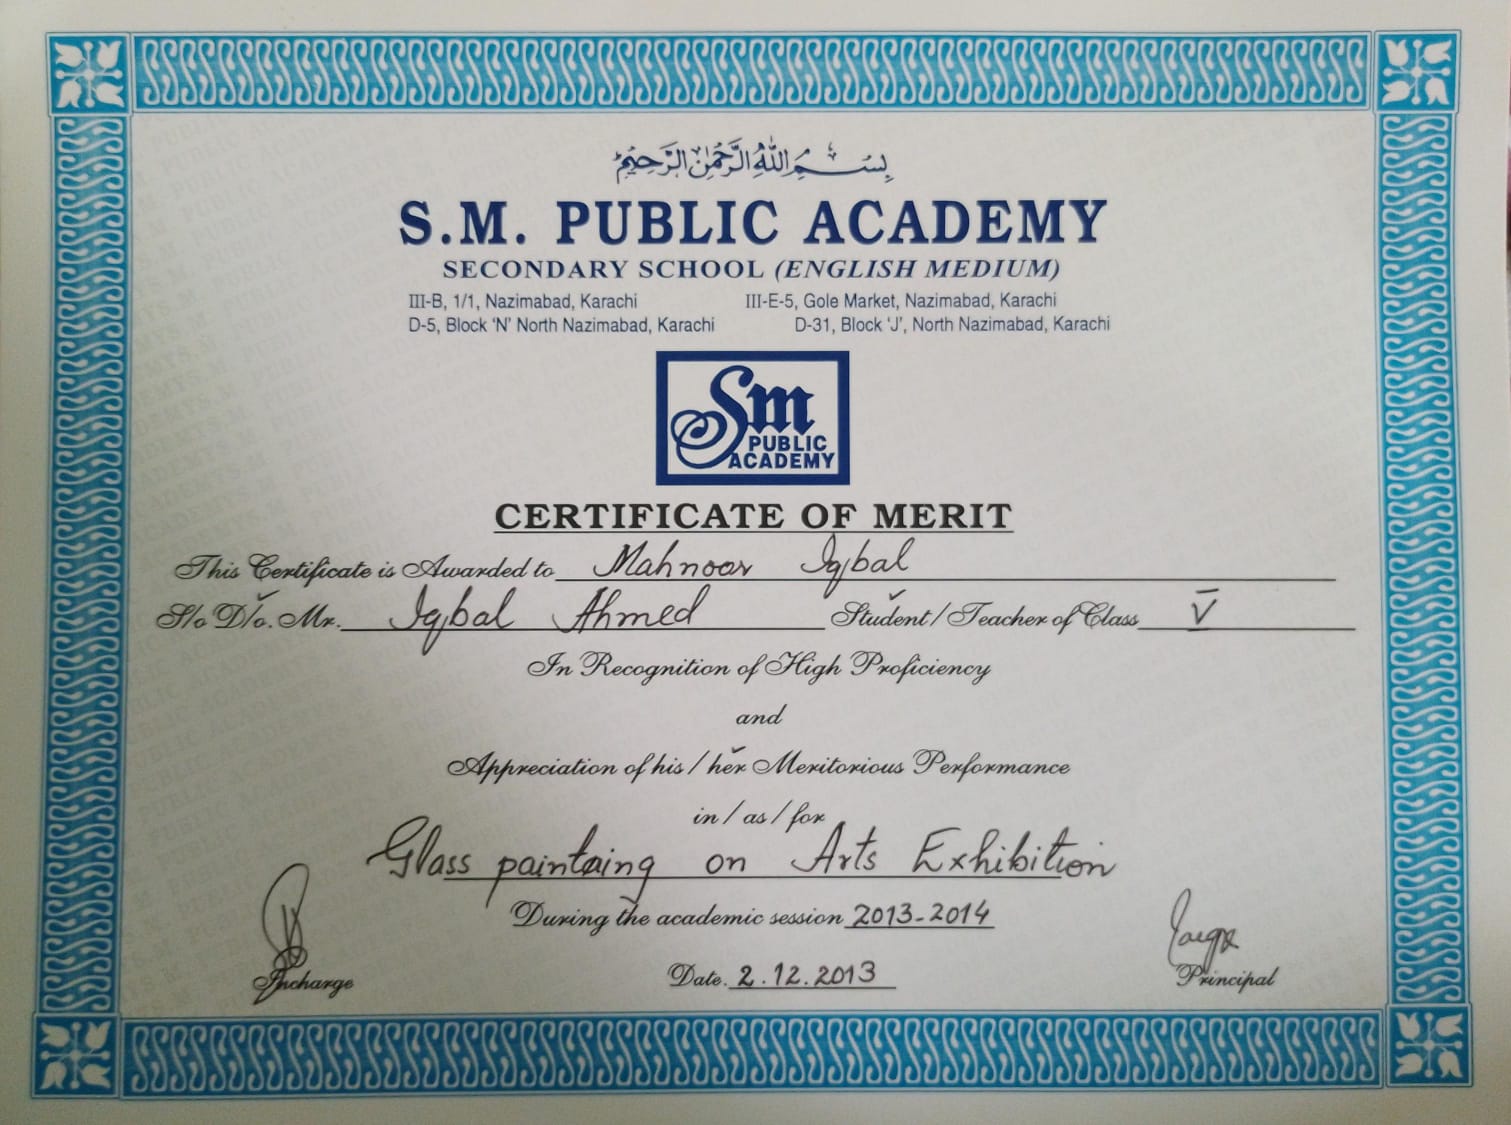 بِسْمِ اللهِ الرَّحْمٰنِ الرَّحِيْمِ
S.M. PUBLIC ACADEMY
SECONDARY SCHOOL (ENGLISH MEDIUM)
III-B, 1/1, Nazimabad, Karachi III-E-5, Gole Market, Nazimabad, Karachi
D-5, Block ‘N’ North Nazimabad, Karachi D-31, Block ‘J’, North Nazimabad, Karachi
Sm
PUBLIC
ACADEMY
CERTIFICATE OF MERIT
This Certificate is Awarded to Mahnoor Iqbal
S/o D/o. Mr. Iqbal Ahmed Student/Teacher of Class V
In Recognition of High Proficiency
and
Appreciation of his / her Meritorious Performance
in / as / for
Glass paintaing on Arts Exhibition
During the academic session 2013-2014
Incharge Date. 2.12.2013 Principal